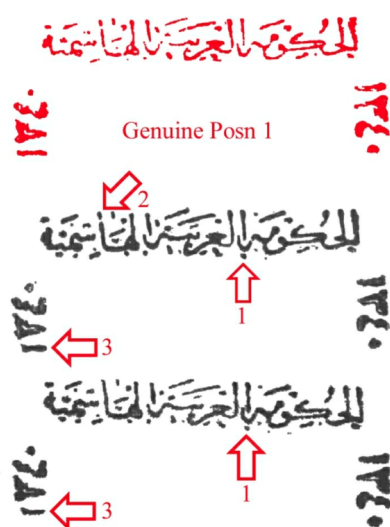 الحكومة العربية الهاشمية
١٣٤٠ ١٣٤٠
Genuine Posn 1
2
الحكومة العربية الهاشمية
1
١٣٤٠ ١٣٤٠
3
الحكومة العربية الهاشمية
1
١٣٤٠ ١٣٤٠
3